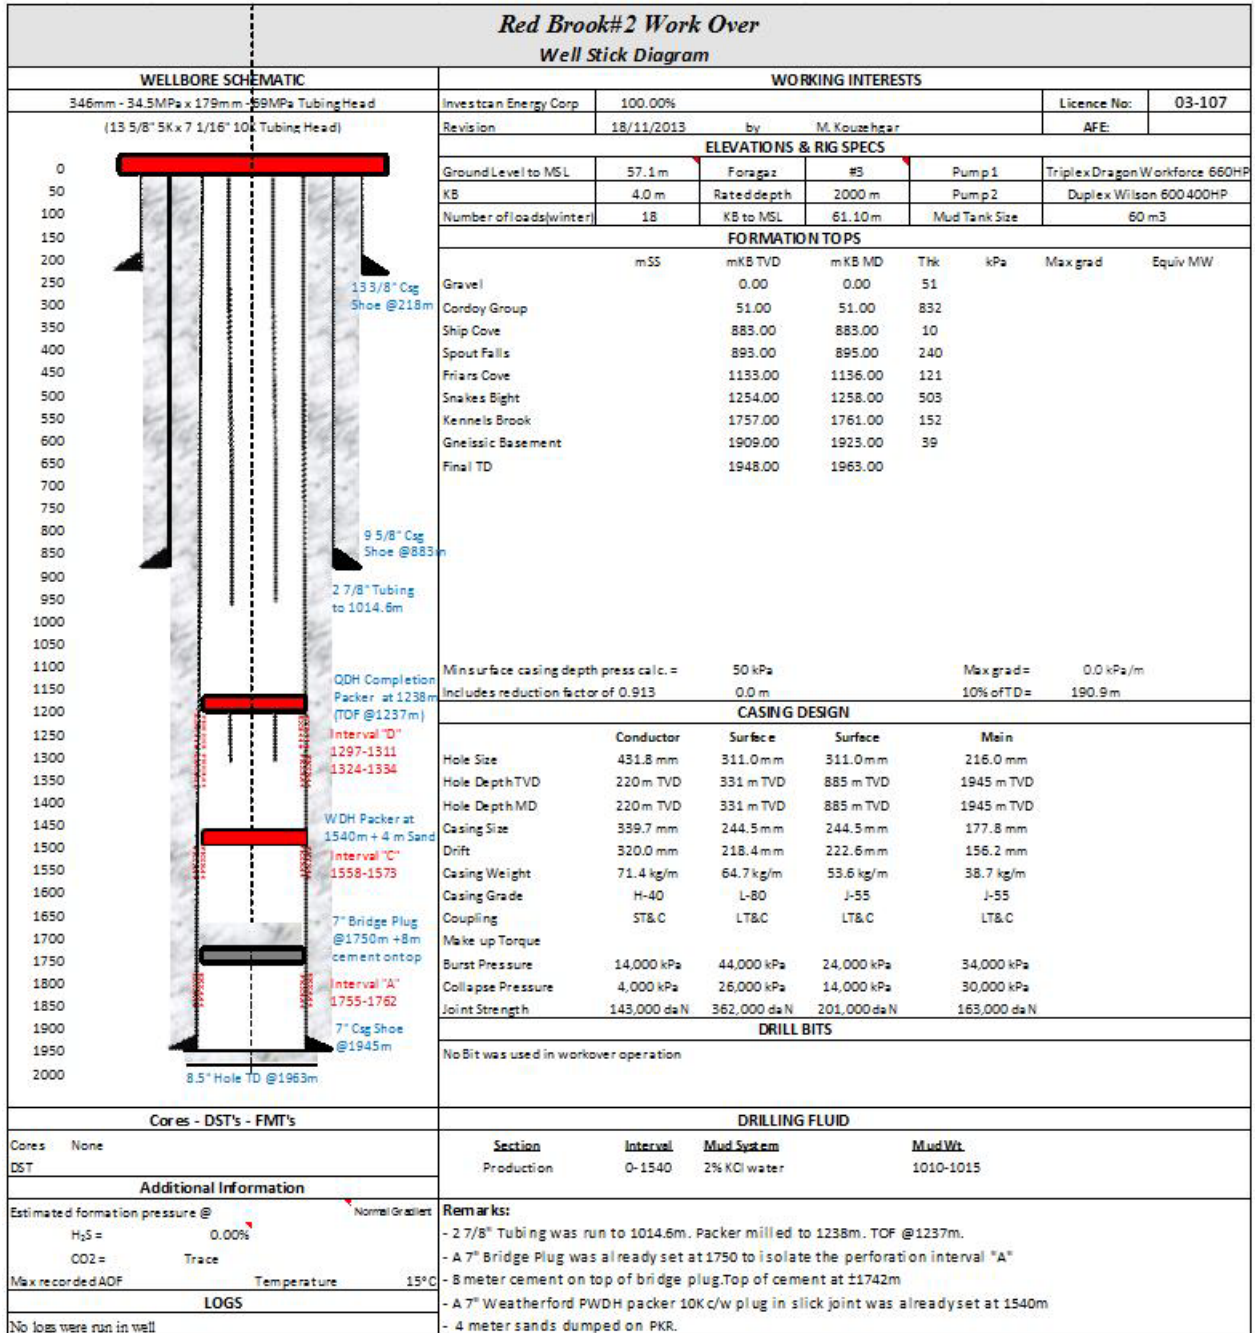 Red Brook#2 Work Over
Well Stick Diagram
WELLBORE SCHEMATIC
346mm - 34.5MPa x 179mm - 69MPa Tubing Head
(13 5/8" 5K x 7 1/16" 10K Tubing Head)
0
50
100
150
200
250
300
350
400
450
500
550
600
650
700
750
800
850
900
950
1000
1050
1100
1150
1200
1250
1300
1350
1400
1450
1500
1550
1600
1650
1700
1750
1800
1850
1900
1950
2000
13 3/8" Csg
Shoe @218m
9 5/8" Csg
Shoe @883m
2 7/8" Tubing
to 1014.6m
QDH Completion
Packer at 1238m
(TOF @1237m)
Interval "D"
1297-1311
1324-1334
WDH Packer at
1540m + 4 m Sand
Interval "C"
1558-1573
7" Bridge Plug
@1750m +8m
cement on top
Interval "A"
1755-1762
7" Csg Shoe
@1945m
8.5" Hole TD @1963m
WORKING INTERESTS
Investcan Energy Corp 100.00% Licence No: 03-107
Revision 18/11/2013 by M. Kouzehgar AFE:
ELEVATIONS & RIG SPECS
Ground Level to MSL 57.1 m Foragaz #3 Pump 1 Triplex Dragon Workforce 660HP
KB 4.0 m Rated depth 2000 m Pump 2 Duplex Wilson 600 400HP
Number of loads(winter) 18 KB to MSL 61.10 m Mud Tank Size 60 m3
FORMATION TOPS
mSS mKB TVD mKB MD Thk kPa Max grad Equiv MW
Gravel 0.00 0.00 51
Cordoy Group 51.00 51.00 832
Ship Cove 883.00 883.00 10
Spout Falls 893.00 895.00 240
Friars Cove 1133.00 1136.00 121
Snakes Bight 1254.00 1258.00 503
Kennels Brook 1757.00 1761.00 152
Gneissic Basement 1909.00 1923.00 39
Final TD 1948.00 1963.00
Min surface casing depth press calc. = 50 kPa Max grad = 0.0 kPa/m
Includes reduction factor of 0.913 0.0 m 10% of TD = 190.9 m
CASING DESIGN
Conductor Surface Surface Main
Hole Size 431.8 mm 311.0 mm 311.0 mm 216.0 mm
Hole Depth TVD 220 m TVD 331 m TVD 885 m TVD 1945 m TVD
Hole Depth MD 220 m TVD 331 m TVD 885 m TVD 1945 m TVD
Casing Size 339.7 mm 244.5 mm 244.5 mm 177.8 mm
Drift 320.0 mm 218.4 mm 222.6 mm 156.2 mm
Casing Weight 71.4 kg/m 64.7 kg/m 53.6 kg/m 38.7 kg/m
Casing Grade H-40 L-80 J-55 J-55
Coupling ST&C LT&C LT&C LT&C
Make up Torque
Burst Pressure 14,000 kPa 44,000 kPa 24,000 kPa 34,000 kPa
Collapse Pressure 4,000 kPa 26,000 kPa 14,000 kPa 30,000 kPa
Joint Strength 143,000 daN 362,000 daN 201,000 daN 163,000 daN
DRILL BITS
No Bit was used in workover operation
Cores - DST's - FMT's
Cores None
DST
Additional Information
Estimated formation pressure @ Normal Gradient
H₂S = 0.00%
CO2 = Trace
Max recorded AOF Temperature 15°C
LOGS
No logs were run in well
DRILLING FLUID
Section Interval Mud System Mud Wt.
Production 0-1540 2% KCl water 1010-1015
Remarks:
- 2 7/8" Tubing was run to 1014.6m. Packer milled to 1238m. TOF @1237m.
- A 7" Bridge Plug was already set at 1750 to isolate the perforation interval "A"
- 8 meter cement on top of bridge plug.Top of cement at ±1742m
- A 7" Weatherford PWDH packer 10K c/w plug in slick joint was already set at 1540m
- 4 meter sands dumped on PKR.